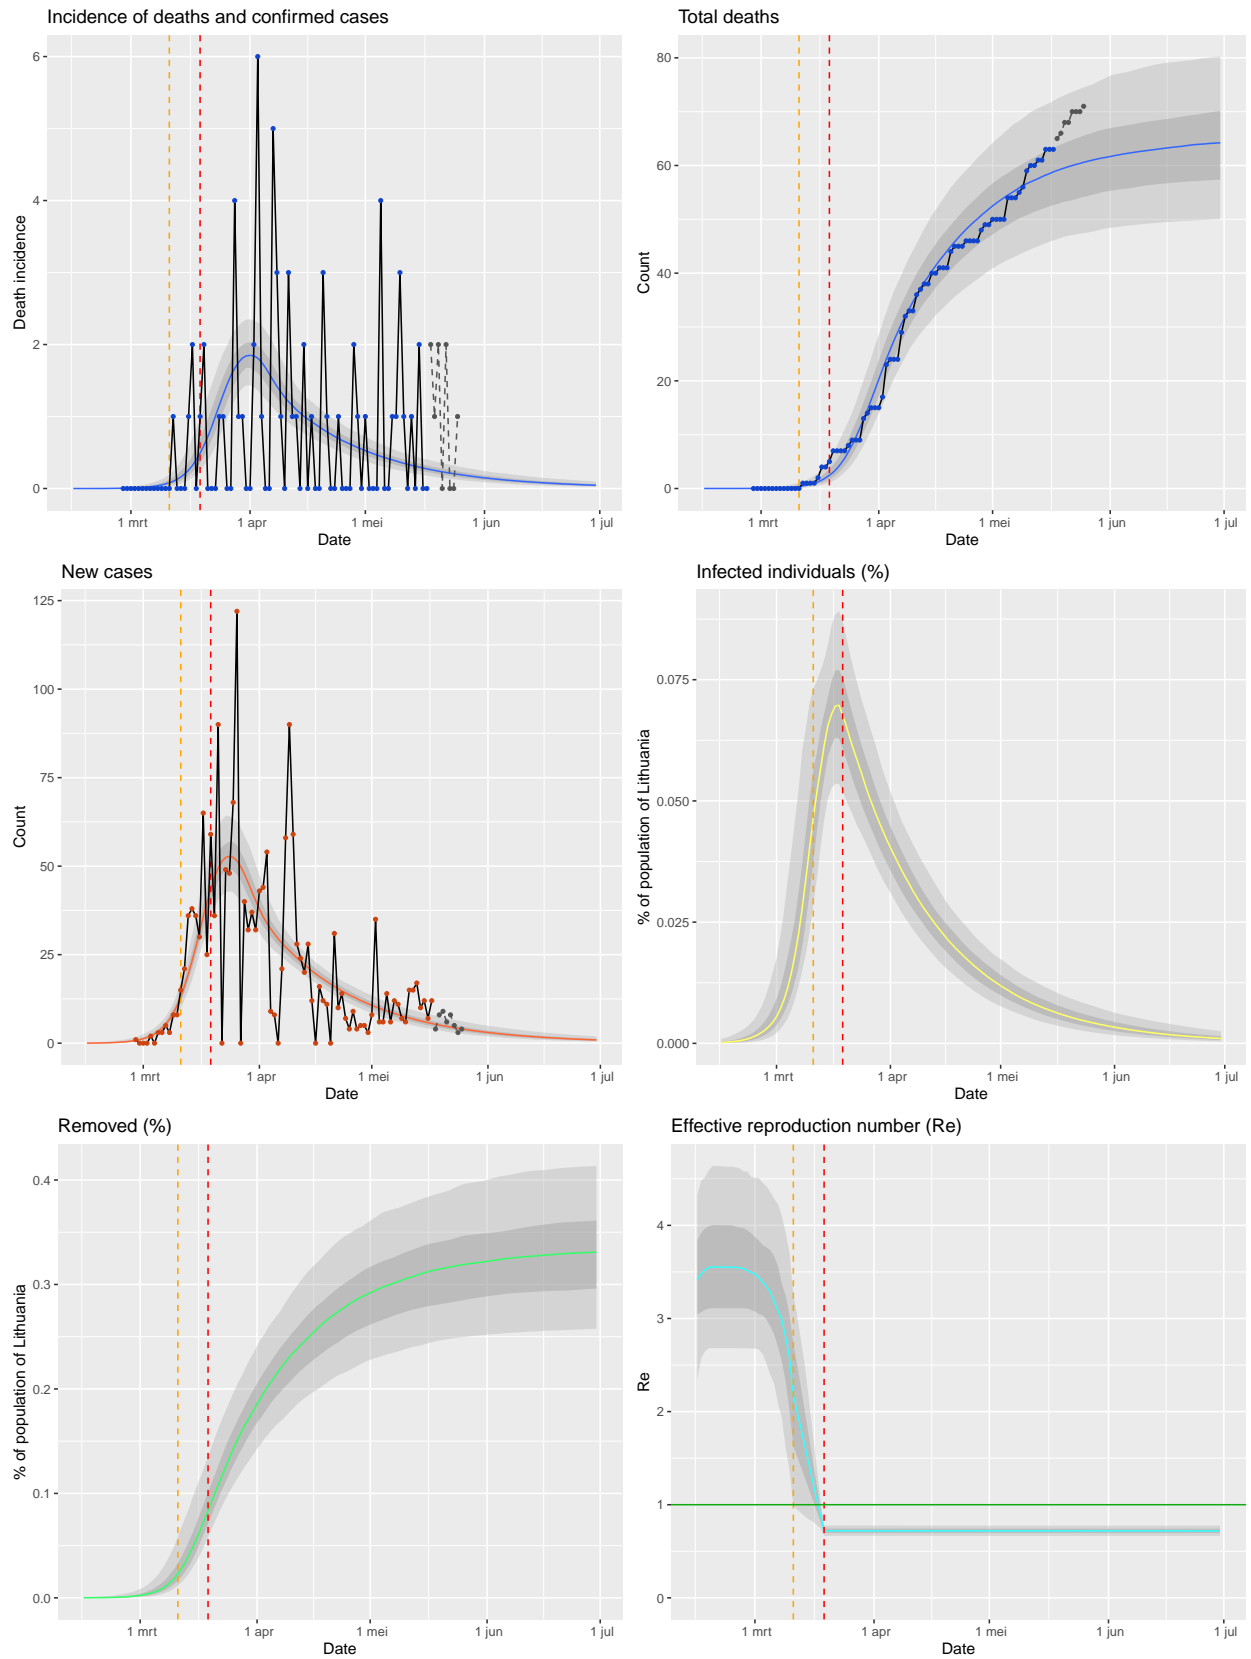 Incidence of deaths and confirmed cases
Death incidence
6
4
2
0
1 mrt 1 apr 1 mei 1 jun 1 jul
Date
Total deaths
Count
80
60
40
20
0
1 mrt 1 apr 1 mei 1 jun 1 jul
Date
New cases
Count
125
100
75
50
25
0
1 mrt 1 apr 1 mei 1 jun 1 jul
Date
Infected individuals (%)
% of population of Lithuania
0.075
0.050
0.025
0.000
1 mrt 1 apr 1 mei 1 jun 1 jul
Date
Removed (%)
% of population of Lithuania
0.4
0.3
0.2
0.1
0.0
1 mrt 1 apr 1 mei 1 jun 1 jul
Date
Effective reproduction number (Re)
Re
4
3
2
1
0
1 mrt 1 apr 1 mei 1 jun 1 jul
Date